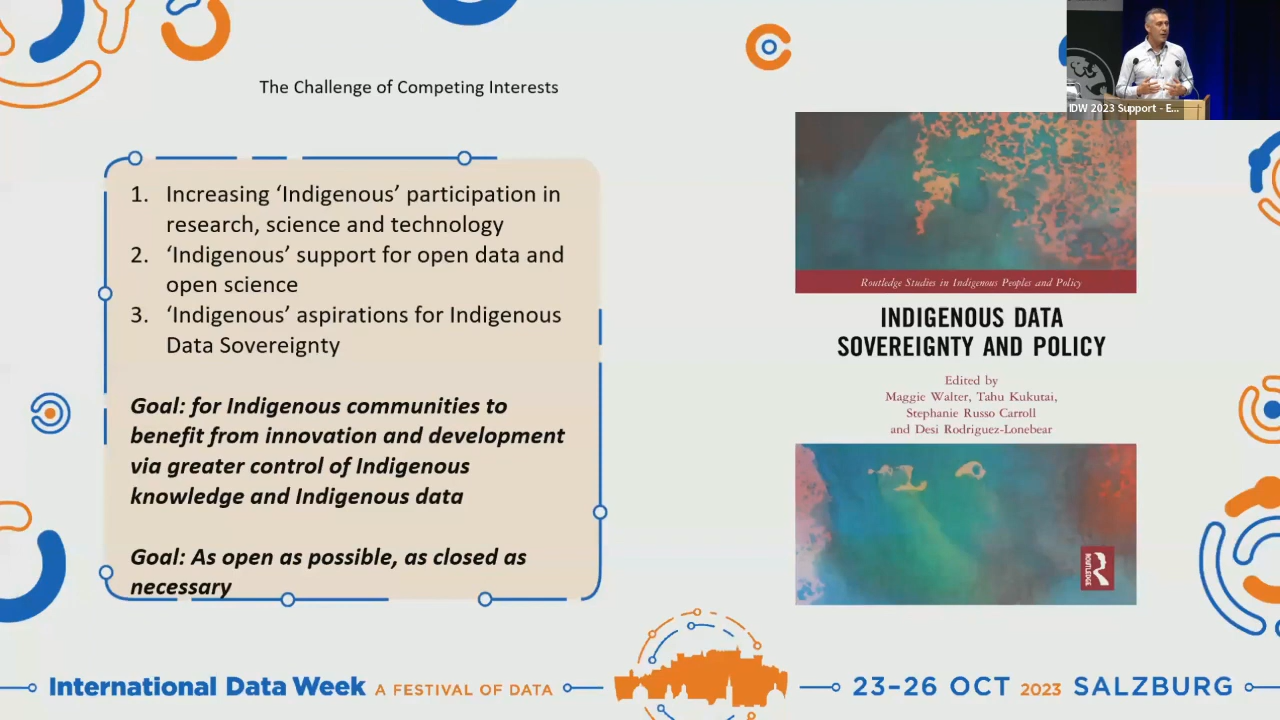 The Challenge of Competing Interests
1. Increasing ‘Indigenous’ participation in
research, science and technology
2. ‘Indigenous’ support for open data and
open science
3. ‘Indigenous’ aspirations for Indigenous
Data Sovereignty
Goal: for Indigenous communities to
benefit from innovation and development
via greater control of Indigenous
knowledge and Indigenous data
Goal: As open as possible, as closed as
necessary
IDW 2023 Support - E...
Routledge Studies in Indigenous Peoples and Policy
INDIGENOUS DATA
SOVEREIGNTY AND POLICY
Edited by
Maggie Walter, Tahu Kukutai,
Stephanie Russo Carroll
and Desi Rodriguez-Lonebear
ROUTLEDGE
International Data Week A FESTIVAL OF DATA
23–26 OCT 2023 SALZBURG